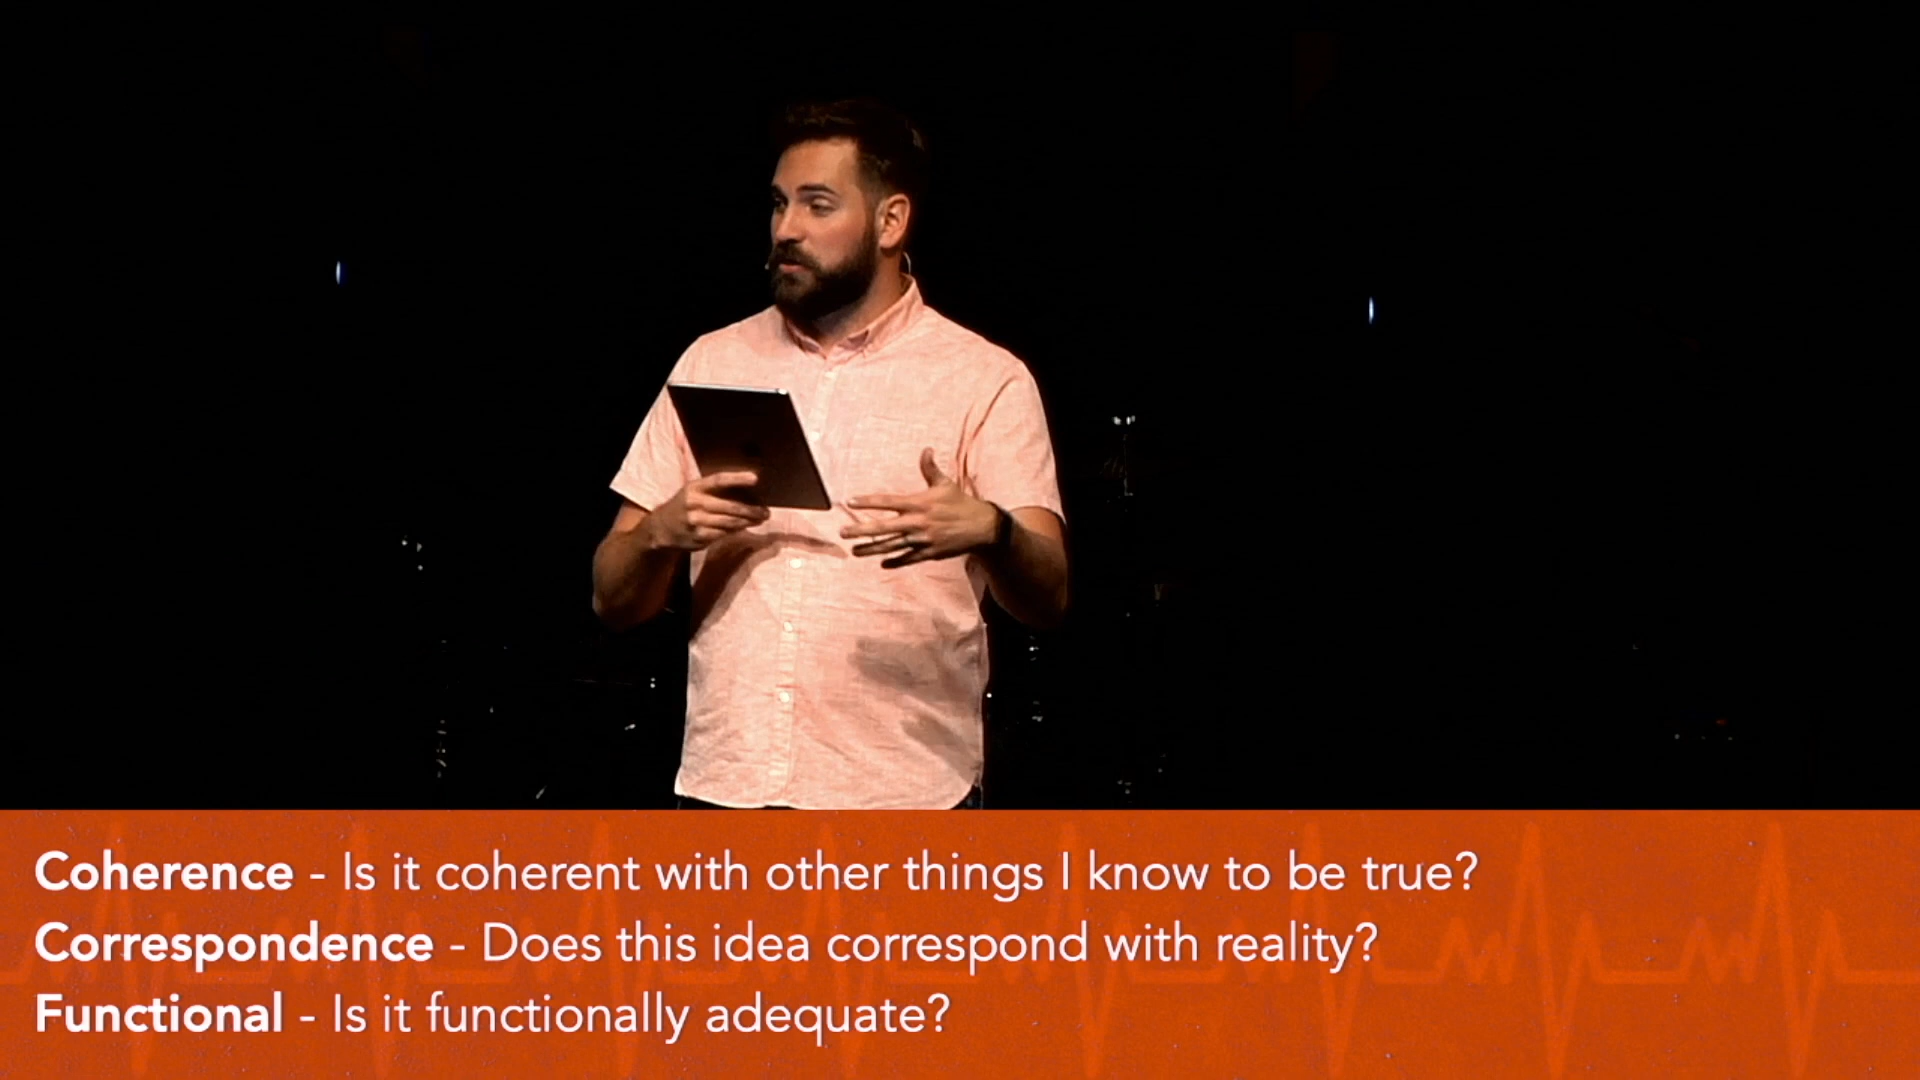 Coherence - Is it coherent with other things I know to be true?
Correspondence - Does this idea correspond with reality?
Functional - Is it functionally adequate?